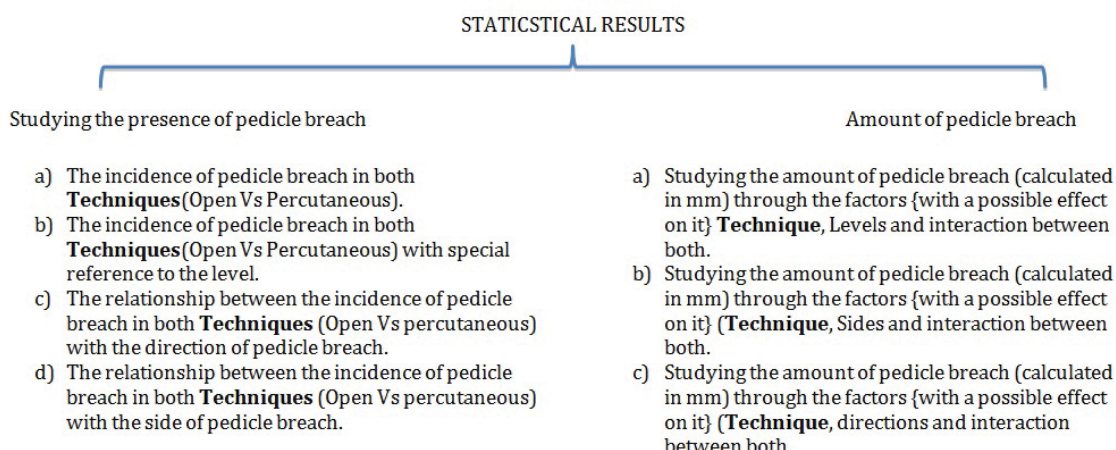 STATICSTICAL RESULTS
Studying the presence of pedicle breach
a) The incidence of pedicle breach in both
Techniques(Open Vs Percutaneous).
b) The incidence of pedicle breach in both
Techniques(Open Vs Percutaneous) with special
reference to the level.
c) The relationship between the incidence of pedicle
breach in both Techniques (Open Vs percutaneous)
with the direction of pedicle breach.
d) The relationship between the incidence of pedicle
breach in both Techniques (Open Vs percutaneous)
with the side of pedicle breach.
Amount of pedicle breach
a) Studying the amount of pedicle breach (calculated
in mm) through the factors {with a possible effect
on it} Technique, Levels and interaction between
both.
b) Studying the amount of pedicle breach (calculated
in mm) through the factors {with a possible effect
on it} (Technique, Sides and interaction between
both.
c) Studying the amount of pedicle breach (calculated
in mm) through the factors {with a possible effect
on it} (Technique, directions and interaction
between both